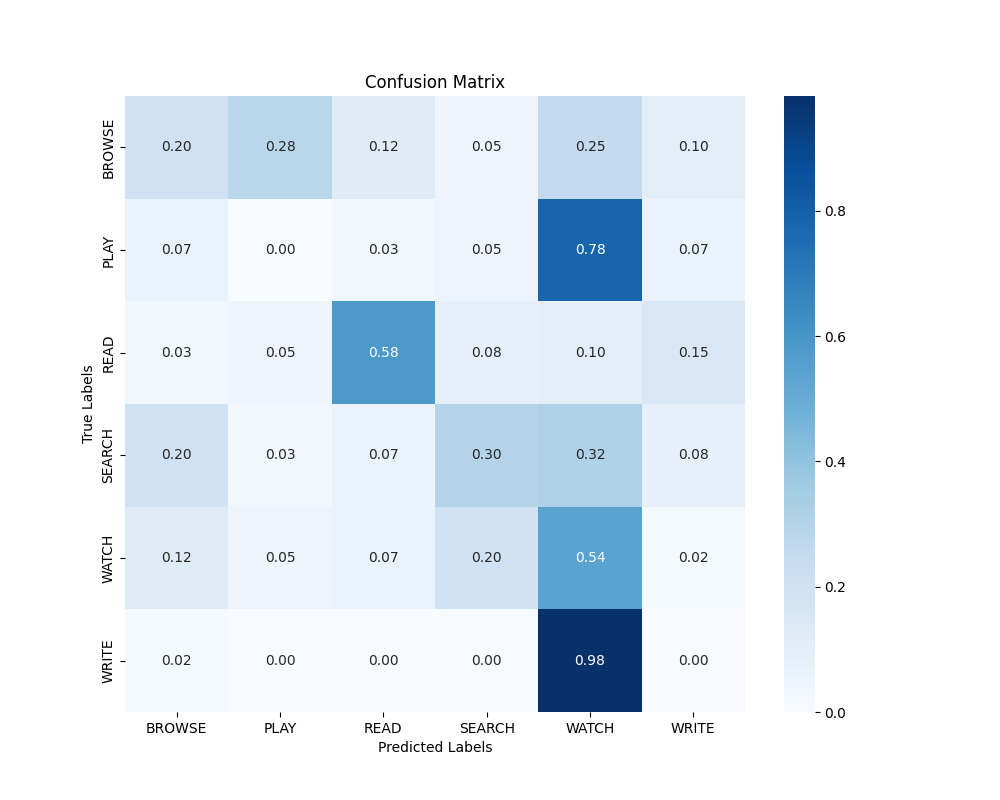 Confusion Matrix
BROWSE 0.20 0.28 0.12 0.05 0.25 0.10
PLAY 0.07 0.00 0.03 0.05 0.78 0.07
READ 0.03 0.05 0.58 0.08 0.10 0.15
SEARCH 0.20 0.03 0.07 0.30 0.32 0.08
WATCH 0.12 0.05 0.07 0.20 0.54 0.02
WRITE 0.02 0.00 0.00 0.00 0.98 0.00
True Labels
BROWSE PLAY READ SEARCH WATCH WRITE
Predicted Labels
0.8
0.6
0.4
0.2
0.0